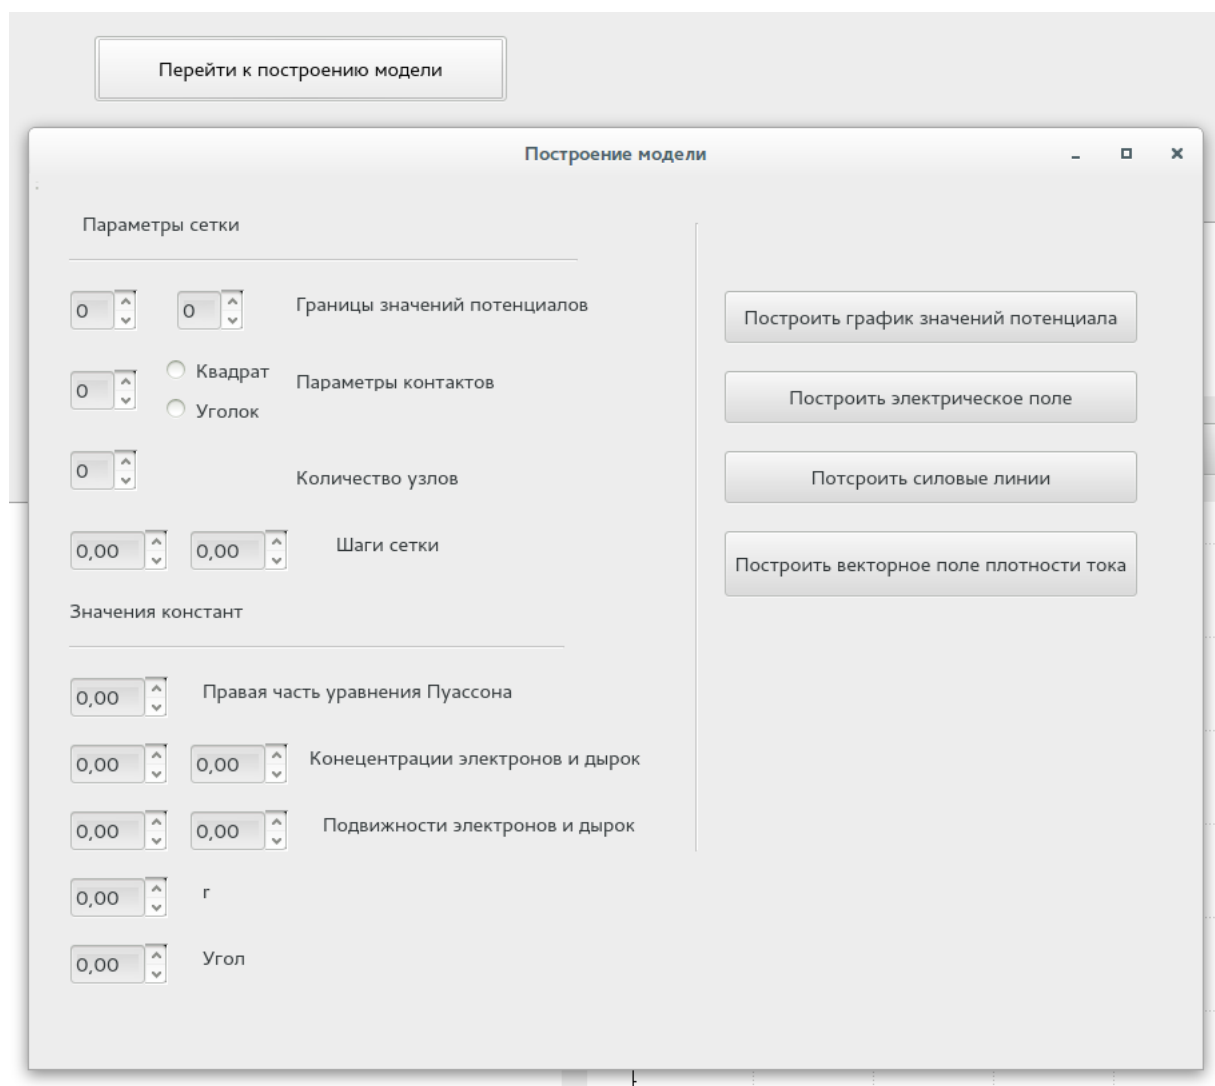 Перейти к построению модели
Построение модели
Параметры сетки
0 0 Границы значений потенциалов
0 Квадрат Параметры контактов
Уголок
0 Количество узлов
0,00 0,00 Шаги сетки
Значения констант
0,00 Правая часть уравнения Пуассона
0,00 0,00 Конецентрации электронов и дырок
0,00 0,00 Подвижности электронов и дырок
0,00 r
0,00 Угол
Построить график значений потенциала
Построить электрическое поле
Потсроить силовые линии
Построить векторное поле плотности тока